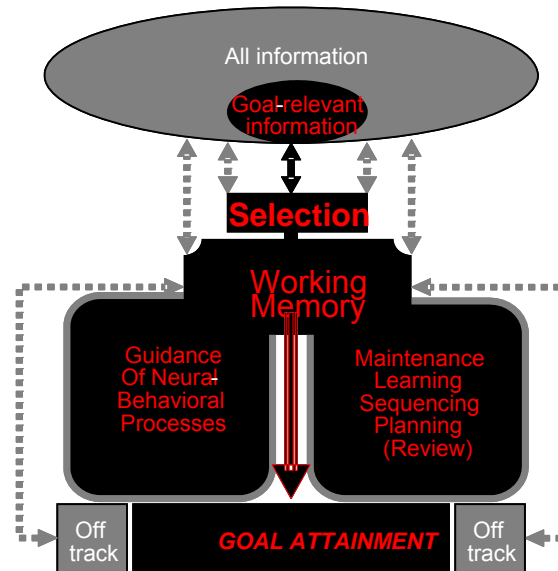 All information
Goal-relevant
information
Selection
Working
Memory
Guidance
Of Neural-
Behavioral
Processes
Maintenance
Learning
Sequencing
Planning
(Review)
Off
track
GOAL ATTAINMENT
Off
track